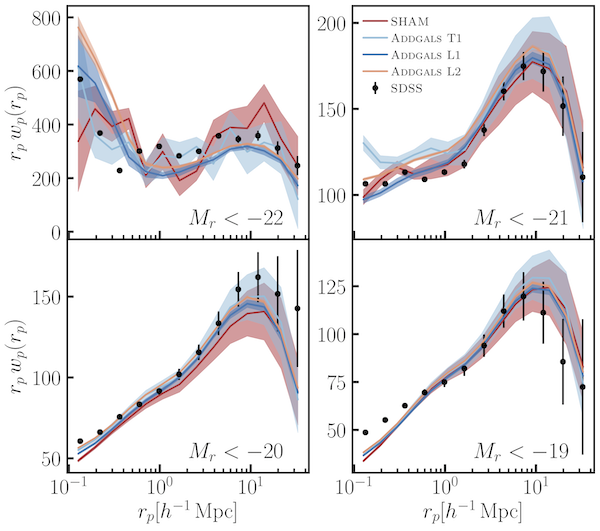 800
600
400
200
0
r_p w_p(r_p)
M_r < −22
200
150
100
SHAM
ADDGALS T1
ADDGALS L1
ADDGALS L2
SDSS
M_r < −21
150
100
50
r_p w_p(r_p)
M_r < −20
10^−1 10^0 10^1
r_p[h^−1 Mpc]
125
100
75
50
M_r < −19
10^−1 10^0 10^1
r_p[h^−1 Mpc]